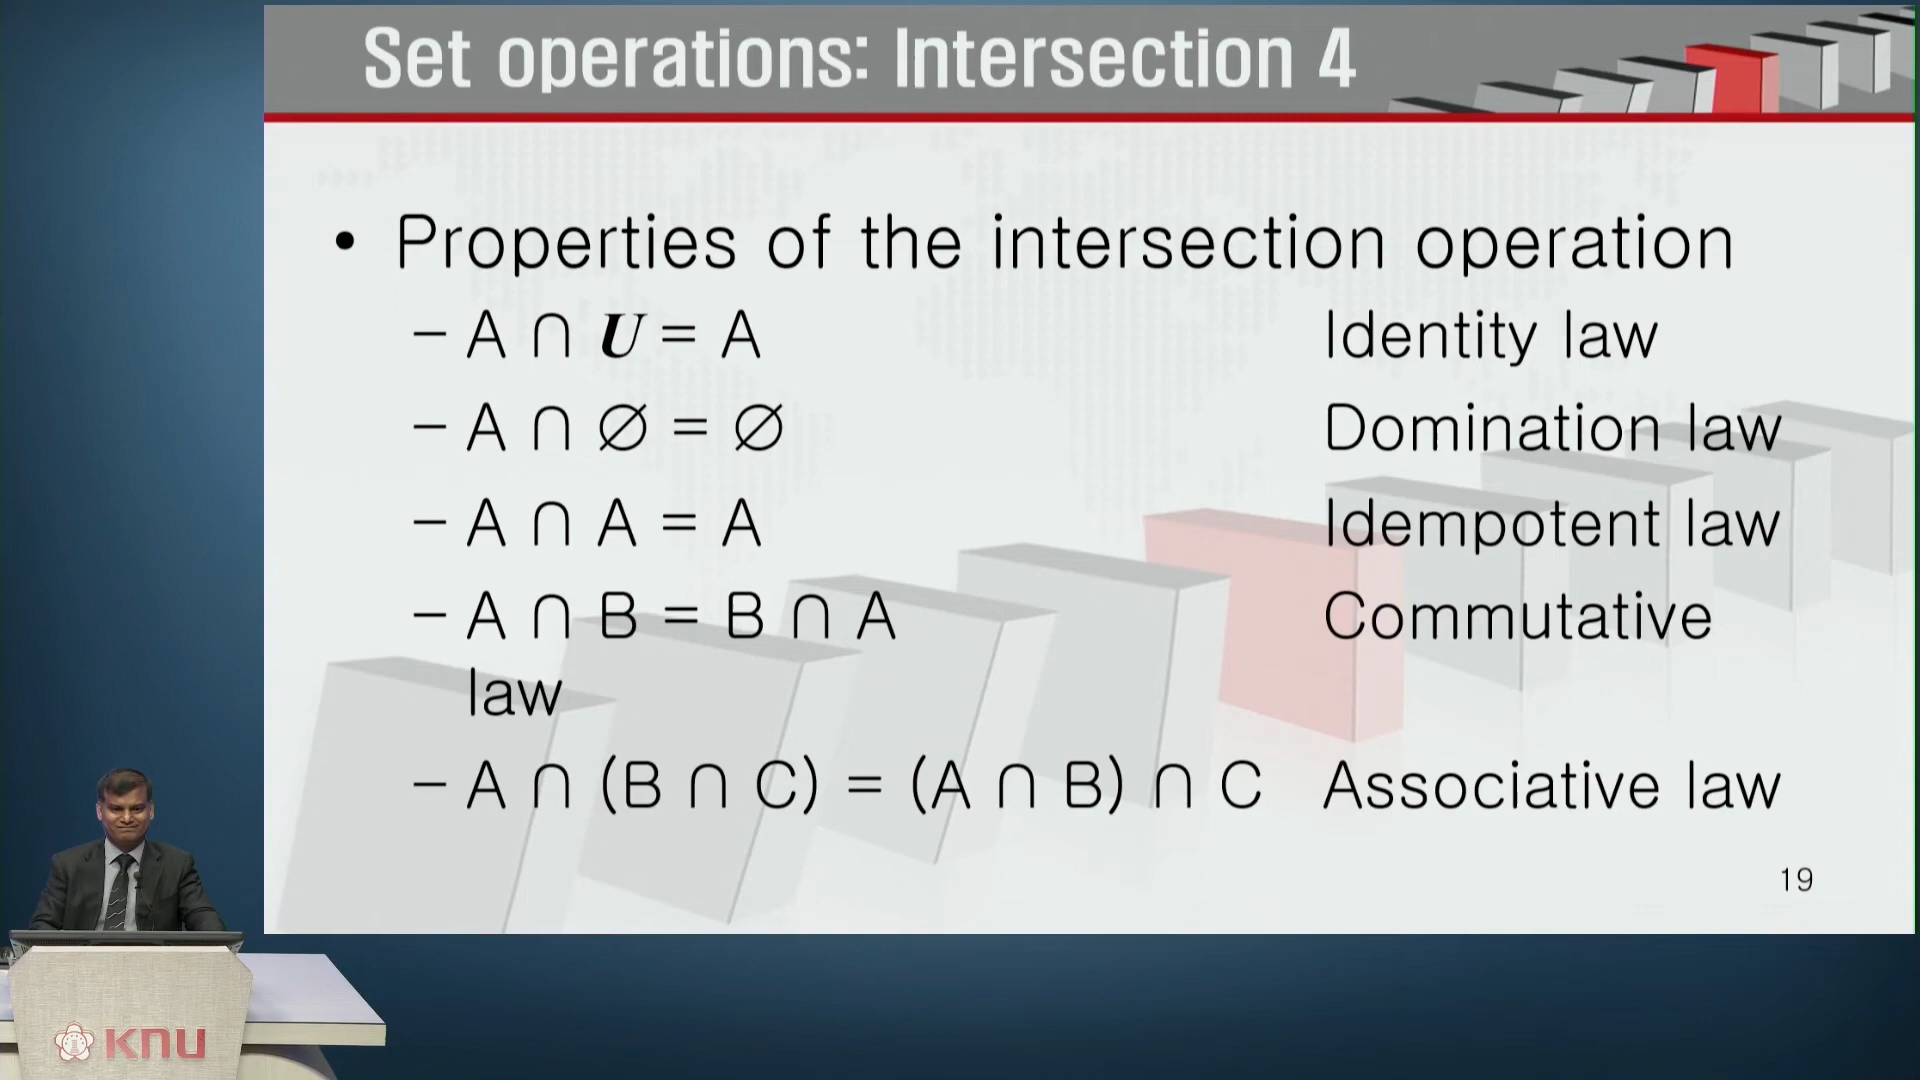 Set operations: Intersection 4
• Properties of the intersection operation
– A ∩ U = A Identity law
– A ∩ ∅ = ∅ Domination law
– A ∩ A = A Idempotent law
– A ∩ B = B ∩ A Commutative
law
– A ∩ (B ∩ C) = (A ∩ B) ∩ C Associative law
19
KNU